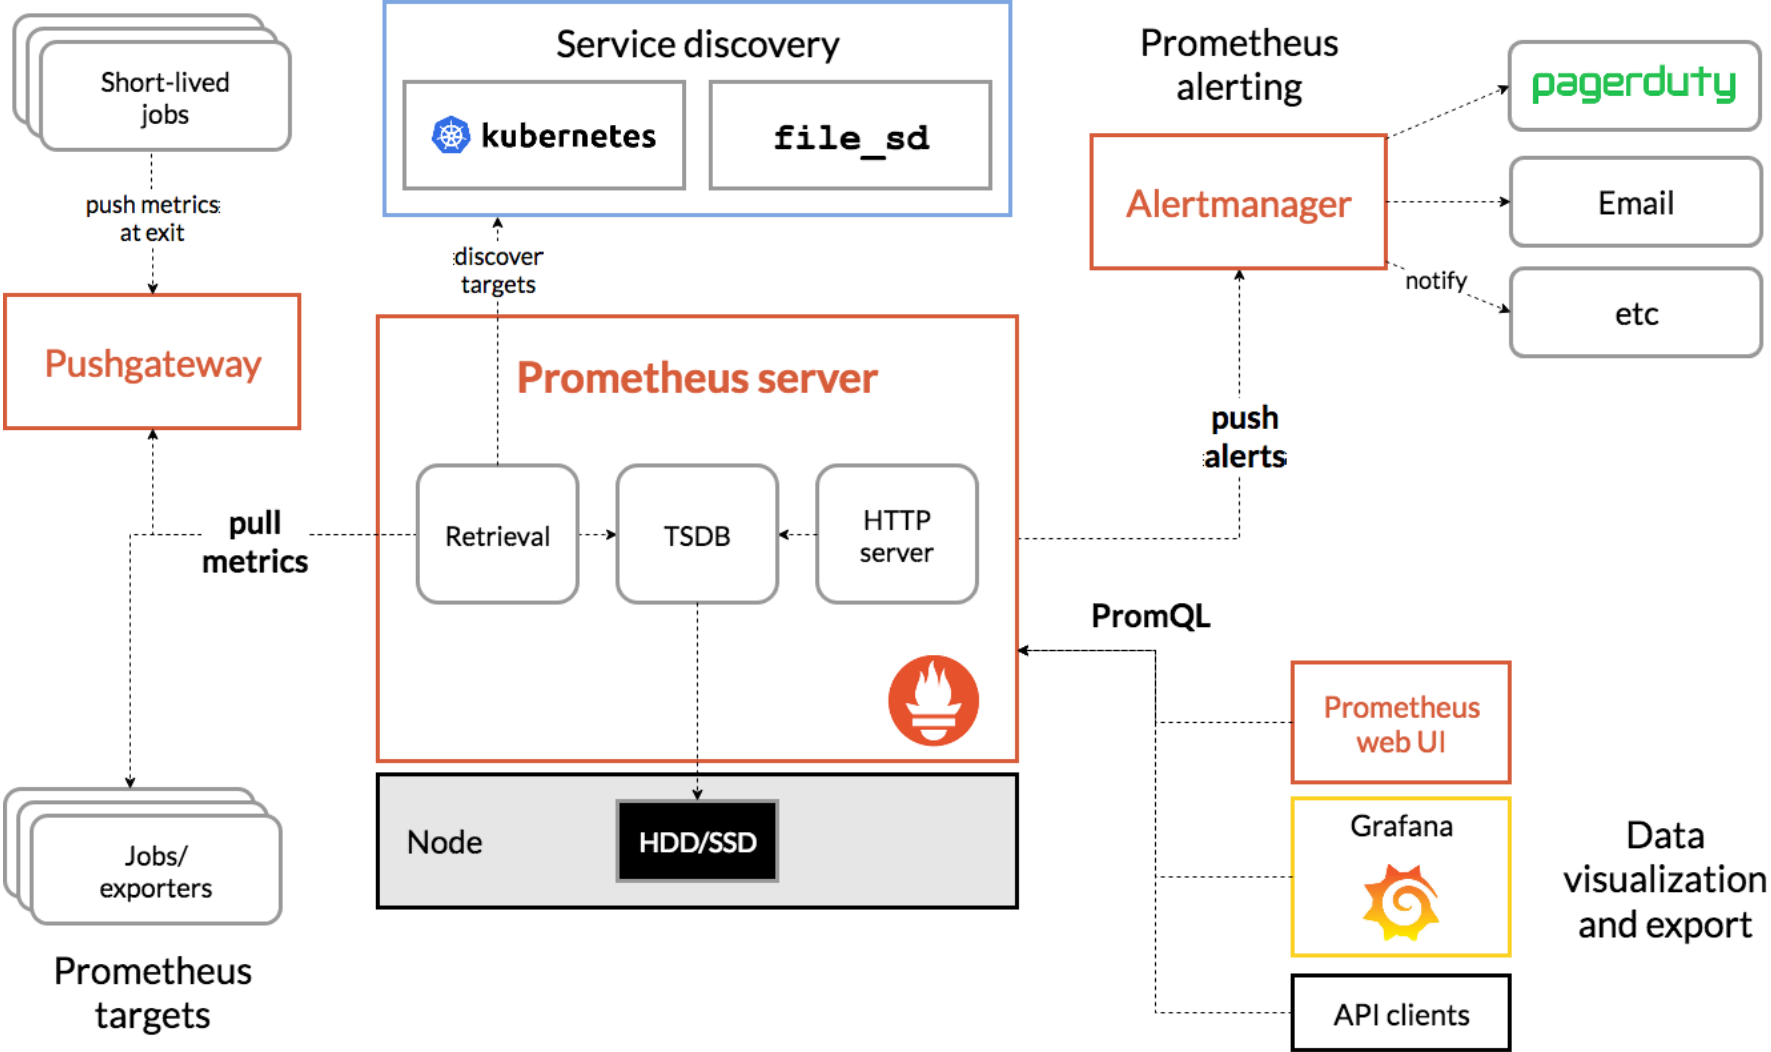 Short-lived
jobs
push metrics
at exit
Pushgateway
pull
metrics
Jobs/
exporters
Prometheus
targets
Service discovery
kubernetes
file_sd
discover
targets
Prometheus server
Retrieval
TSDB
HTTP
server
Node
HDD/SSD
Prometheus
alerting
Alertmanager
pagerduty
Email
notify
etc
push
alerts
PromQL
Prometheus
web UI
Grafana
API clients
Data
visualization
and export